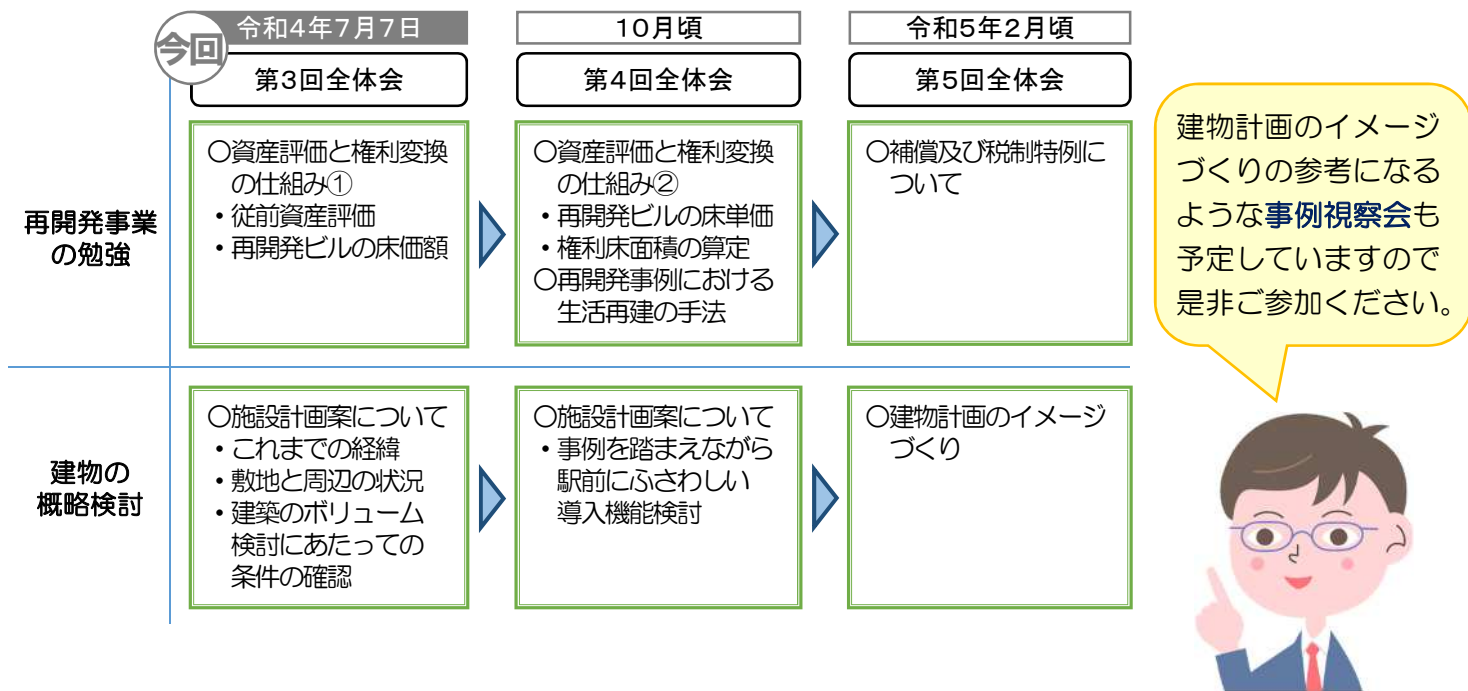 今回
令和4年7月7日
10月頃
令和5年2月頃
第3回全体会
第4回全体会
第5回全体会
再開発事業
の勉強
○資産評価と権利変換
の仕組み①
・従前資産評価
・再開発ビルの床価額
○資産評価と権利変換
の仕組み②
・再開発ビルの床単価
・権利床面積の算定
○再開発事例における
生活再建の手法
○補償及び税制特例に
ついて
建物の
概略検討
○施設計画案について
・これまでの経緯
・敷地と周辺の状況
・建築のボリューム
検討にあたっての
条件の確認
○施設計画案について
・事例を踏まえながら
駅前にふさわしい
導入機能検討
○建物計画のイメージ
づくり
建物計画のイメージ
づくりの参考になる
ような事例視察会も
予定していますので
是非ご参加ください。